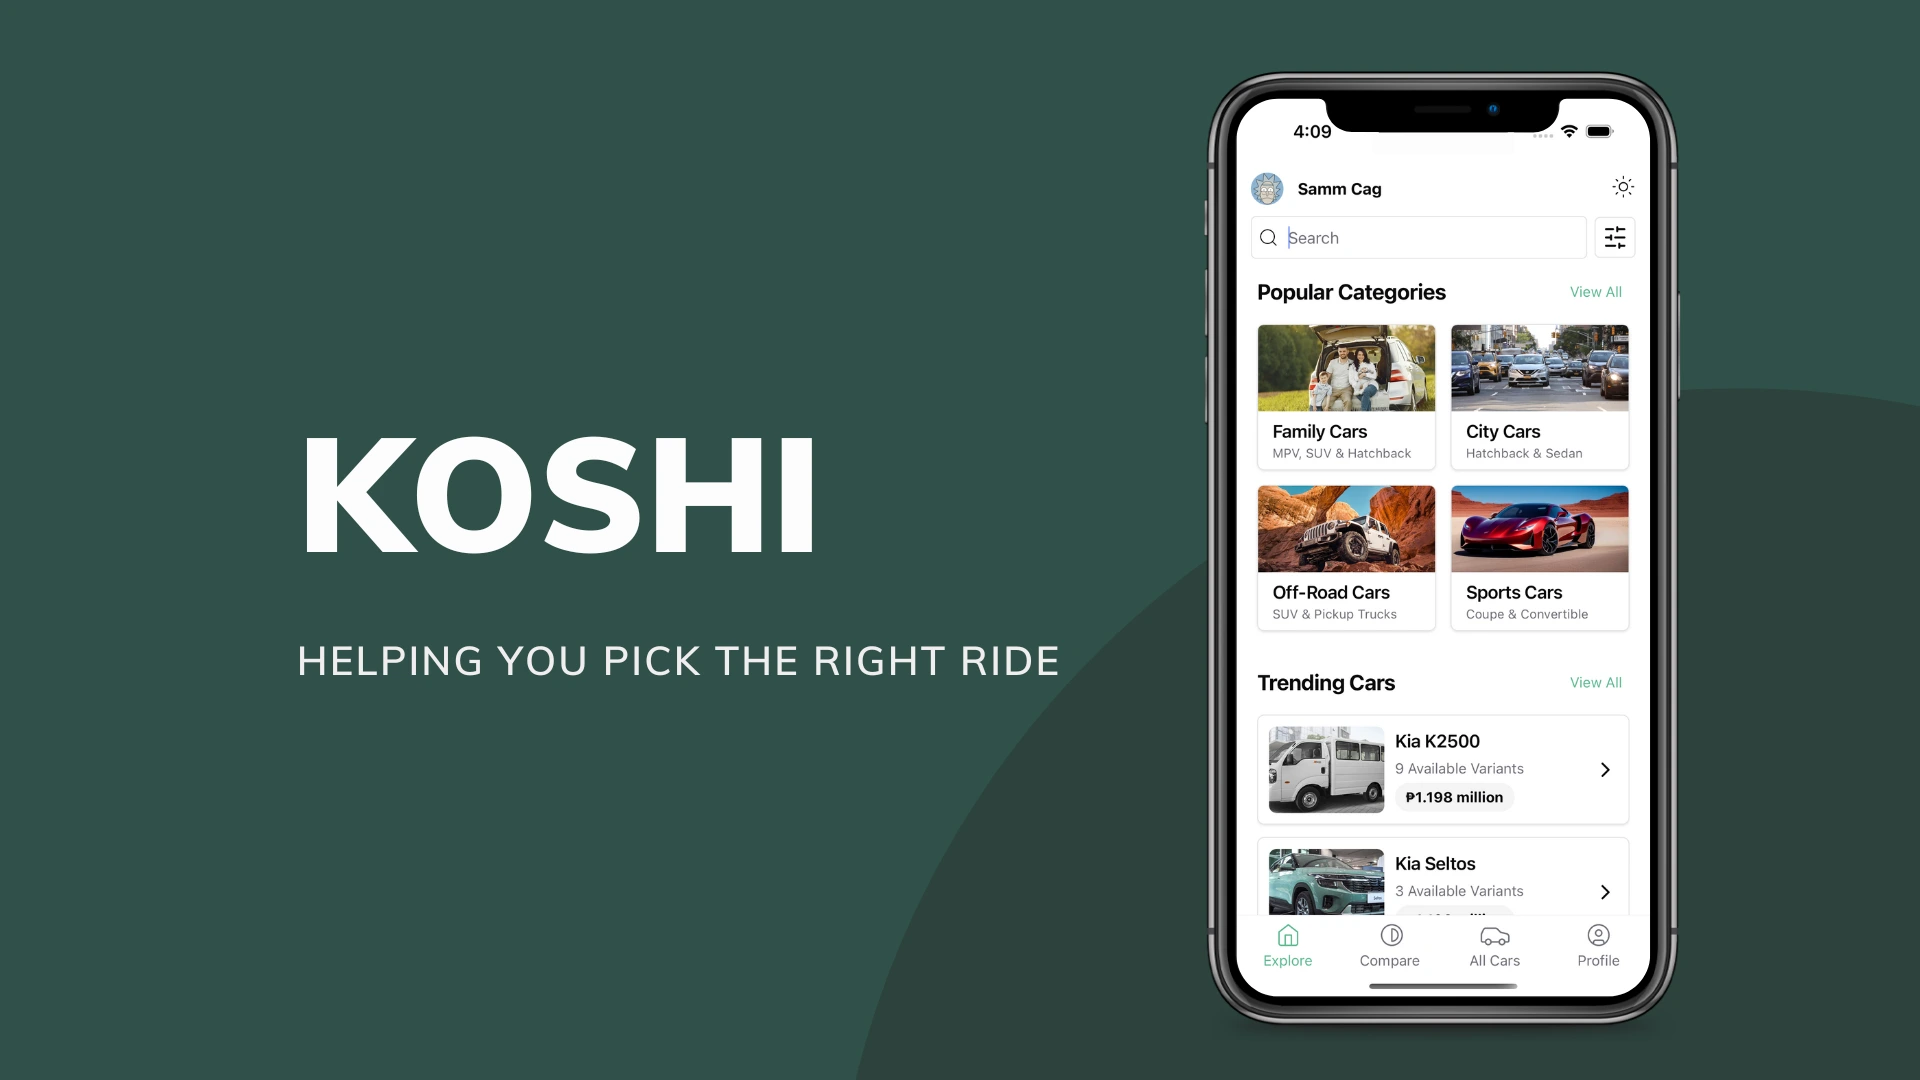 KOSHI
HELPING YOU PICK THE RIGHT RIDE
4:09
Samm Cag
Search
Popular Categories
View All
Family Cars
MPV, SUV & Hatchback
City Cars
Hatchback & Sedan
Off-Road Cars
SUV & Pickup Trucks
Sports Cars
Coupe & Convertible
Trending Cars
View All
Kia K2500
9 Available Variants
₱1.198 million
Kia Seltos
3 Available Variants
Explore
Compare
All Cars
Profile